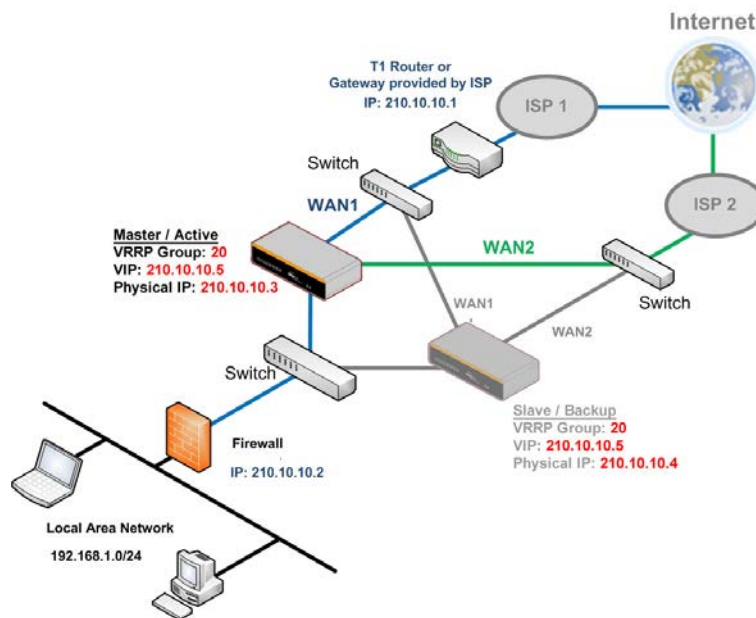 Internet
T1 Router or
Gateway provided by ISP
IP: 210.10.10.1
ISP 1
Switch
WAN1
ISP 2
Master / Active
VRRP Group: 20
VIP: 210.10.10.5
Physical IP: 210.10.10.3
WAN2
Switch
WAN1
WAN2
Switch
Slave / Backup
VRRP Group: 20
VIP: 210.10.10.5
Physical IP: 210.10.10.4
Firewall
IP: 210.10.10.2
Local Area Network
192.168.1.0/24